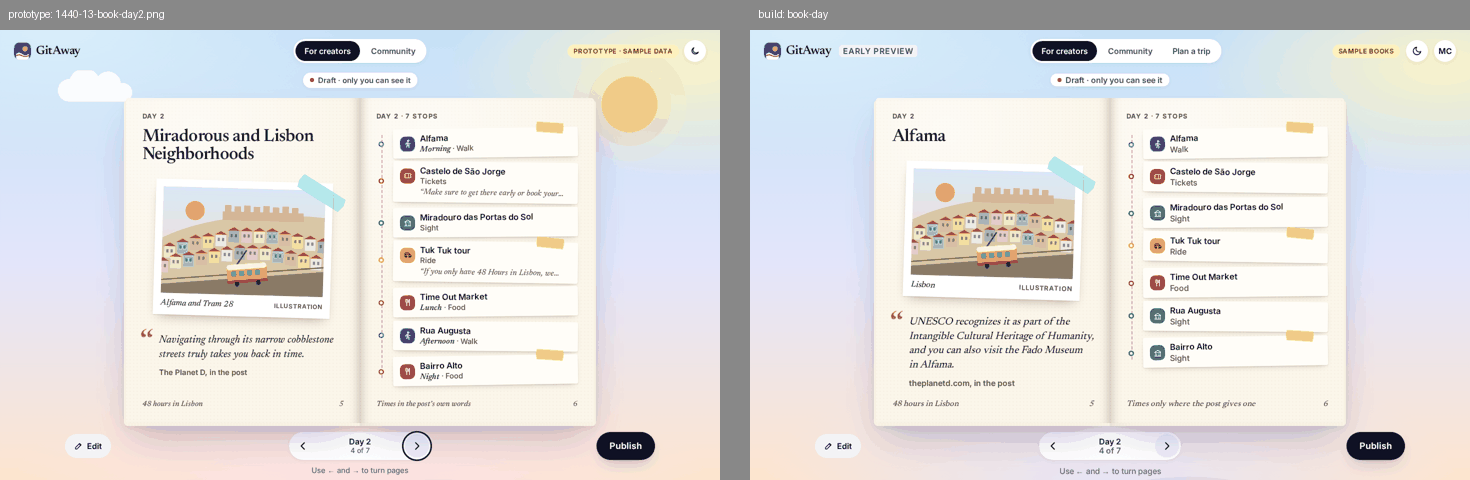 prototype: 1440-13-book-day2.png
GitAway
For creators
Community
PROTOTYPE · SAMPLE DATA
Draft · only you can see it
DAY 2
Miradorous and Lisbon
Neighborhoods
Alfama and Tram 28
ILLUSTRATION
“
Navigating through its narrow cobblestone
streets truly takes you back in time.
The Planet D, in the post
48 hours in Lisbon
5
DAY 2 · 7 STOPS
Alfama
Morning · Walk
Castelo de São Jorge
Tickets
“Make sure to get there early or book your...
Miradouro das Portas do Sol
Sight
Tuk Tuk tour
Ride
“If you only have 48 Hours in Lisbon, we...
Time Out Market
Lunch · Food
Rua Augusta
Afternoon · Walk
Bairro Alto
Night · Food
Times in the post's own words
6
Edit
Day 2
4 of 7
Publish
Use ← and → to turn pages
build: book-day
GitAway
EARLY PREVIEW
For creators
Community
Plan a trip
SAMPLE BOOKS
MC
Draft · only you can see it
DAY 2
Alfama
Lisbon
ILLUSTRATION
“
UNESCO recognizes it as part of the
Intangible Cultural Heritage of Humanity,
and you can also visit the Fado Museum
in Alfama.
theplanetd.com, in the post
48 hours in Lisbon
5
DAY 2 · 7 STOPS
Alfama
Walk
Castelo de São Jorge
Tickets
Miradouro das Portas do Sol
Sight
Tuk Tuk tour
Ride
Time Out Market
Food
Rua Augusta
Sight
Bairro Alto
Sight
Times only where the post gives one
6
Edit
Day 2
4 of 7
Publish
Use ← and → to turn pages